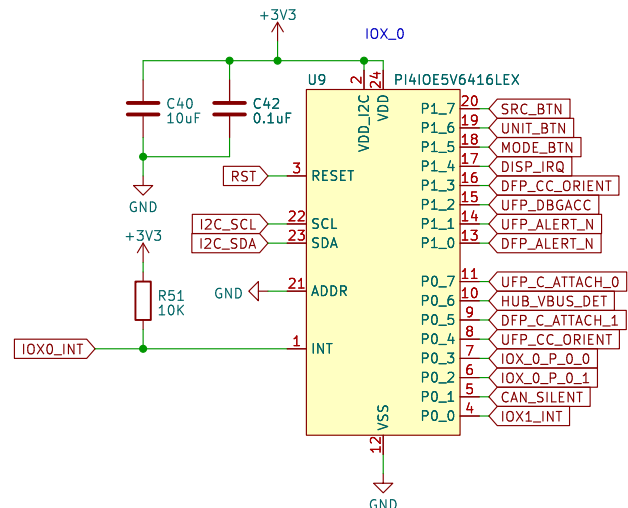 +3V3
IOX_0
U9
PI4IOE5V6416LEX
C40
10uF
C42
0.1uF
GND
2
VDD_I2C
24
VDD
RST
3
RESET
I2C_SCL
22
SCL
I2C_SDA
23
SDA
+3V3
GND
21
ADDR
R51
10K
IOX0_INT
1
INT
P1_7
20
SRC_BTN
P1_6
19
UNIT_BTN
P1_5
18
MODE_BTN
P1_4
17
DISP_IRQ
P1_3
16
DFP_CC_ORIENT
P1_2
15
UFP_DBGACC
P1_1
14
UFP_ALERT_N
P1_0
13
DFP_ALERT_N
P0_7
11
UFP_C_ATTACH_0
P0_6
10
HUB_VBUS_DET
P0_5
9
DFP_C_ATTACH_1
P0_4
8
UFP_CC_ORIENT
P0_3
7
IOX_0_P_0_0
P0_2
6
IOX_0_P_0_1
P0_1
5
CAN_SILENT
P0_0
4
IOX1_INT
VSS
12
GND